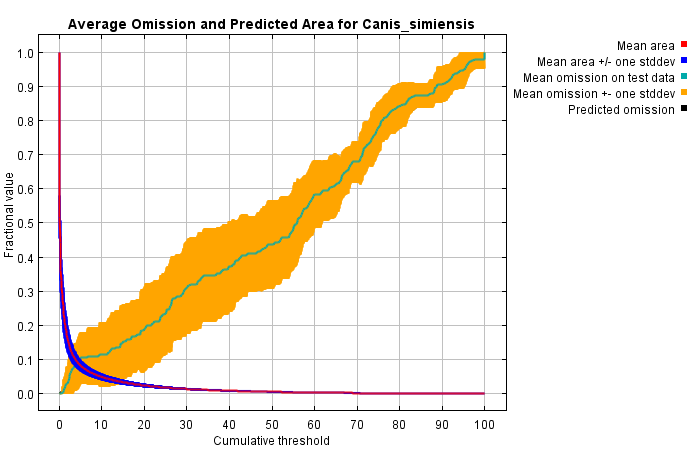 Average Omission and Predicted Area for Canis_simiensis
Mean area
Mean area +/- one stddev
Mean omission on test data
Mean omission +- one stddev
Predicted omission
Fractional value
1.0
0.9
0.8
0.7
0.6
0.5
0.4
0.3
0.2
0.1
0.0
0 10 20 30 40 50 60 70 80 90 100
Cumulative threshold